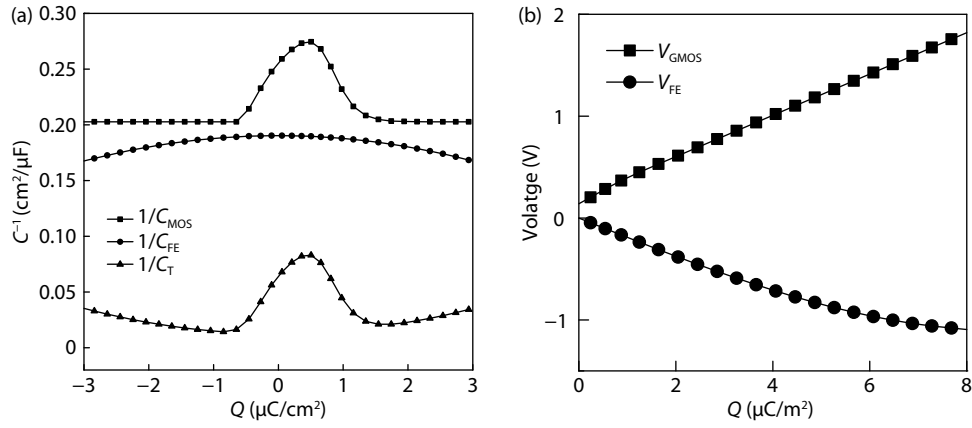 (a)
0.30
0.25
0.20
0.15
0.10
0.05
0
C⁻¹ (cm²/μF)
1/C_MOS
1/C_FE
1/C_T
−3
−2
−1
0
1
2
3
Q (μC/cm²)
(b)
2
1
0
−1
Volatge (V)
V_GMOS
V_FE
0
2
4
6
8
Q (μC/m²)